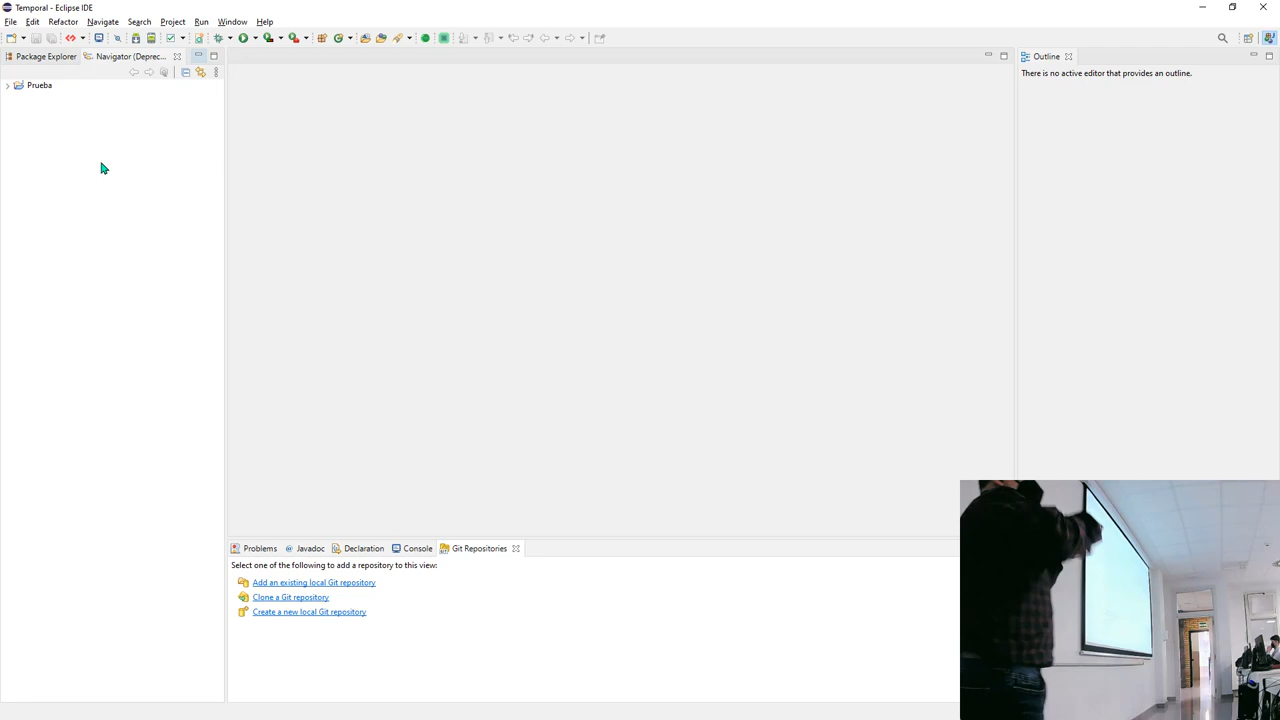 Temporal - Eclipse IDE
File Edit Refactor Navigate Search Project Run Window Help
Package Explorer Navigator (Deprec... Outline
There is no active editor that provides an outline.
Prueba
Problems Javadoc Declaration Console Git Repositories
Select one of the following to add a repository to this view:
Add an existing local Git repository
Clone a Git repository
Create a new local Git repository